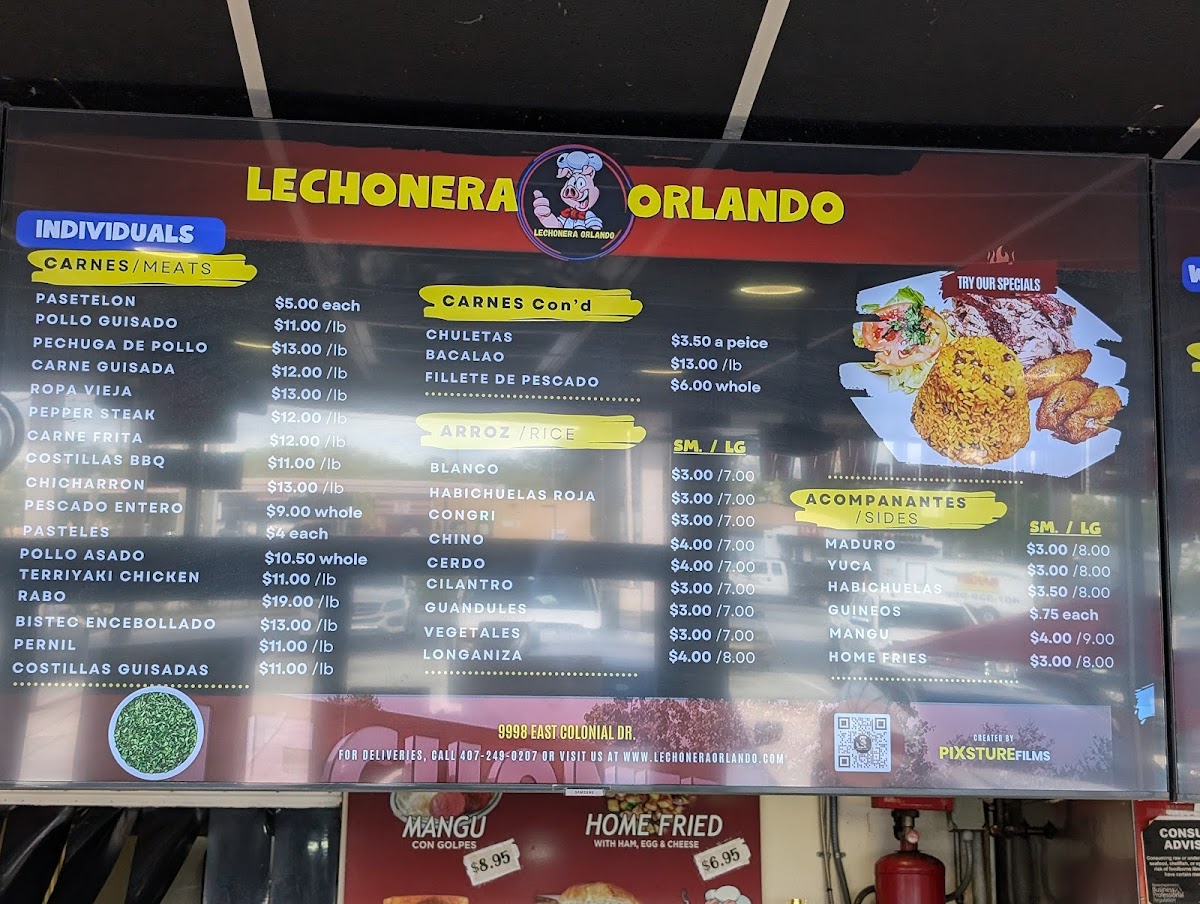 LECHONERA ORLANDO
LECHONERA ORLANDO
INDIVIDUALS
CARNES/MEATS
PASETELON $5.00 each
POLLO GUISADO $11.00 /lb
PECHUGA DE POLLO $13.00 /lb
CARNE GUISADA $12.00 /lb
ROPA VIEJA $13.00 /lb
PEPPER STEAK $12.00 /lb
CARNE FRITA $12.00 /lb
COSTILLAS BBQ $11.00 /lb
CHICHARRON $13.00 /lb
PESCADO ENTERO $9.00 whole
PASTELES $4 each
POLLO ASADO $10.50 whole
TERRIYAKI CHICKEN $11.00 /lb
RABO $19.00 /lb
BISTEC ENCEBOLLADO $13.00 /lb
PERNIL $11.00 /lb
COSTILLAS GUISADAS $11.00 /lb
CARNES Con'd
CHULETAS $3.50 a peice
BACALAO $13.00 /lb
FILLETE DE PESCADO $6.00 whole
ARROZ /RICE
SM. / LG
BLANCO $3.00 /7.00
HABICHUELAS ROJA $3.00 /7.00
CONGRI $3.00 /7.00
CHINO $4.00 /7.00
CERDO $4.00 /7.00
CILANTRO $3.00 /7.00
GUANDULES $3.00 /7.00
VEGETALES $3.00 /7.00
LONGANIZA $4.00 /8.00
TRY OUR SPECIALS
ACOMPANANTES
/SIDES
SM. / LG
MADURO $3.00 /8.00
YUCA $3.00 /8.00
HABICHUELAS $3.50 /8.00
GUINEOS $.75 each
MANGU $4.00 /9.00
HOME FRIES $3.00 /8.00
9998 EAST COLONIAL DR.
FOR DELIVERIES, CALL 407-249-0207 OR VISIT US AT WWW.LECHONERAORLANDO.COM
CREATED BY
PIXSTUREFILMS
SAMSUNG
MANGU
CON GOLPES
$8.95
HOME FRIED
WITH HAM, EGG & CHEESE
$6.95
CONSU
ADVIS